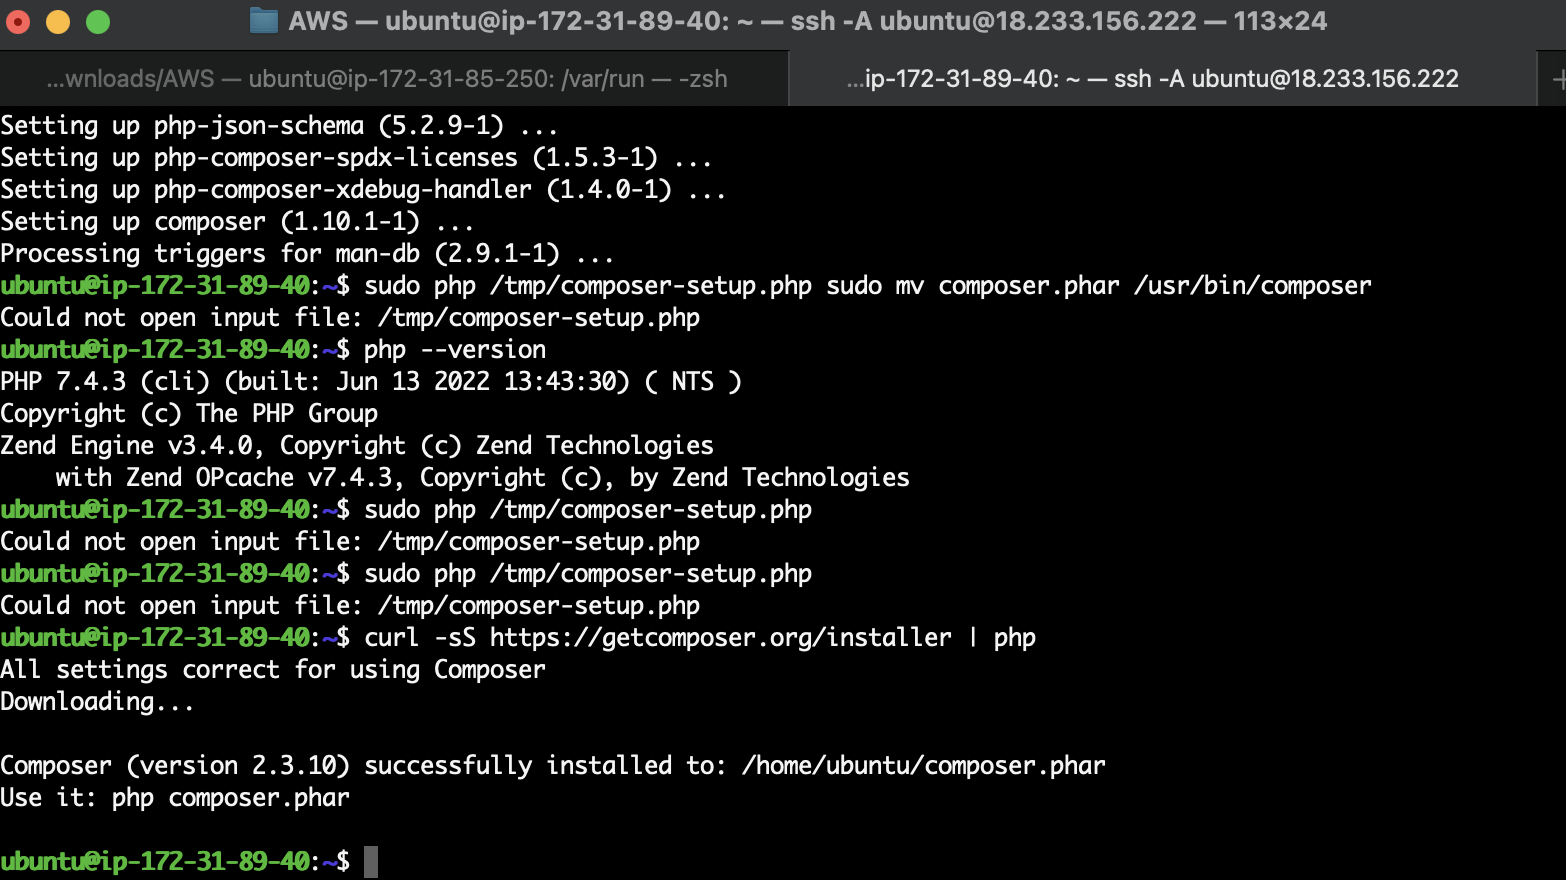 AWS — ubuntu@ip-172-31-89-40: ~ — ssh -A ubuntu@18.233.156.222 — 113×24
...wnloads/AWS — ubuntu@ip-172-31-85-250: /var/run — -zsh
...ip-172-31-89-40: ~ — ssh -A ubuntu@18.233.156.222
+
Setting up php-json-schema (5.2.9-1) ...
Setting up php-composer-spdx-licenses (1.5.3-1) ...
Setting up php-composer-xdebug-handler (1.4.0-1) ...
Setting up composer (1.10.1-1) ...
Processing triggers for man-db (2.9.1-1) ...
ubuntu@ip-172-31-89-40:~$ sudo php /tmp/composer-setup.php sudo mv composer.phar /usr/bin/composer
Could not open input file: /tmp/composer-setup.php
ubuntu@ip-172-31-89-40:~$ php --version
PHP 7.4.3 (cli) (built: Jun 13 2022 13:43:30) ( NTS )
Copyright (c) The PHP Group
Zend Engine v3.4.0, Copyright (c) Zend Technologies
    with Zend OPcache v7.4.3, Copyright (c), by Zend Technologies
ubuntu@ip-172-31-89-40:~$ sudo php /tmp/composer-setup.php
Could not open input file: /tmp/composer-setup.php
ubuntu@ip-172-31-89-40:~$ sudo php /tmp/composer-setup.php
Could not open input file: /tmp/composer-setup.php
ubuntu@ip-172-31-89-40:~$ curl -sS https://getcomposer.org/installer | php
All settings correct for using Composer
Downloading...
Composer (version 2.3.10) successfully installed to: /home/ubuntu/composer.phar
Use it: php composer.phar
ubuntu@ip-172-31-89-40:~$